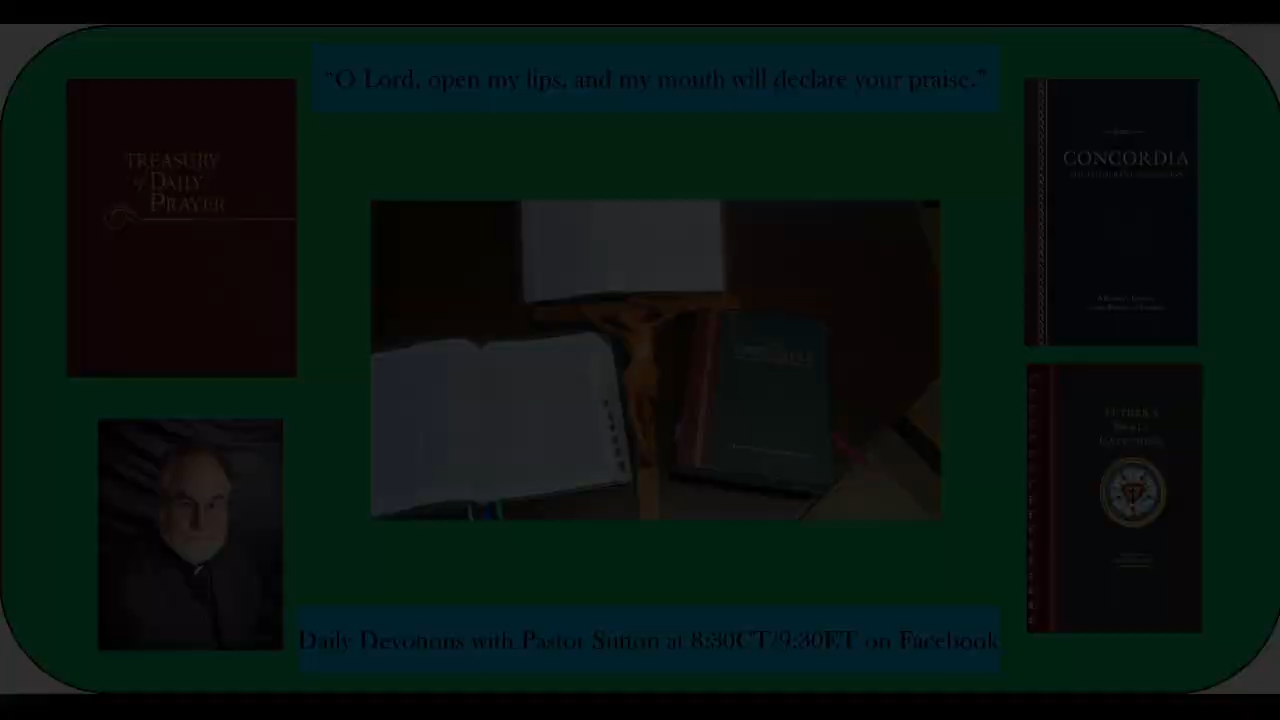 "O Lord, open my lips, and my mouth will declare your praise."
TREASURY
of DAILY
PRAYER
CONCORDIA
LUTHER'S
SMALL
CATECHISM
Daily Devotions with Pastor Sutton at 8:30CT/9:30ET on Facebook